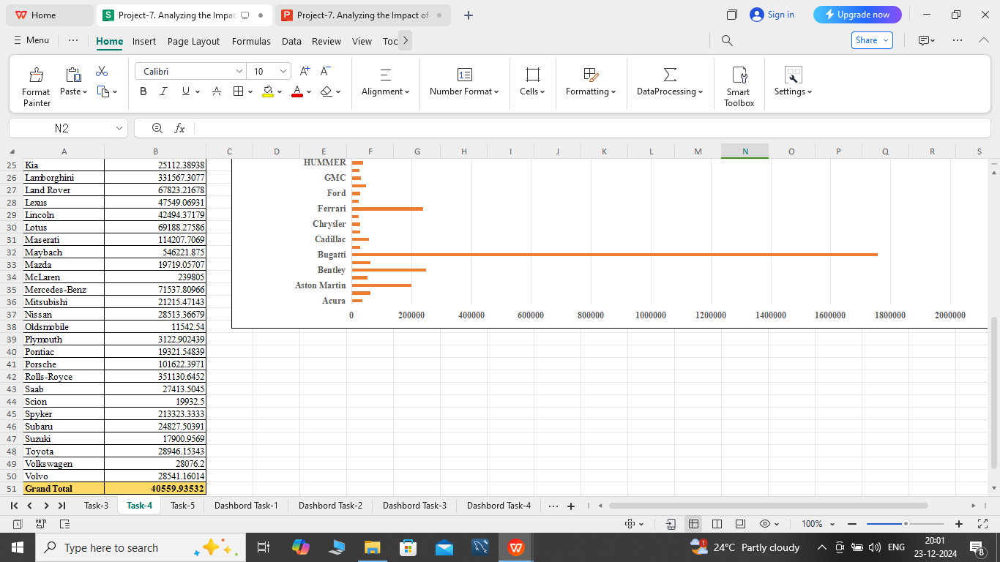 Home
Project-7. Analyzing the Impac
Project-7. Analyzing the Impact of
Sign in
Upgrade now
Menu
Home
Insert
Page Layout
Formulas
Data
Review
View
Toc
Share
Format Painter
Paste
Calibri
10
B I U A
Alignment
Number Format
Cells
Formatting
DataProcessing
Smart Toolbox
Settings
N2
fx
A B C D E F G H I J K L M N O P Q R S
25 Kia 25112.38938
26 Lamborghini 331567.3077
27 Land Rover 67823.21678
28 Lexus 47549.06931
29 Lincoln 42494.37179
30 Lotus 69188.27586
31 Maserati 114207.7069
32 Maybach 546221.875
33 Mazda 19719.05707
34 McLaren 239805
35 Mercedes-Benz 71537.80966
36 Mitsubishi 21215.47143
37 Nissan 28513.36679
38 Oldsmobile 11542.54
39 Plymouth 3122.902439
40 Pontiac 19321.54839
41 Porsche 101622.3971
42 Rolls-Royce 351130.6452
43 Saab 27413.5045
44 Scion 19932.5
45 Spyker 213323.3333
46 Subaru 24827.50391
47 Suzuki 17900.9569
48 Toyota 28946.15343
49 Volkswagen 28076.2
50 Volvo 28541.16014
51 Grand Total 40559.93532
HUMMER
GMC
Ford
Ferrari
Chrysler
Cadillac
Bugatti
Bentley
Aston Martin
Acura
0 200000 400000 600000 800000 1000000 1200000 1400000 1600000 1800000 2000000
Task-3
Task-4
Task-5
Dashbord Task-1
Dashbord Task-2
Dashbord Task-3
Dashbord Task-4
100%
Type here to search
1
24°C Partly cloudy
ENG
20:01
23-12-2024
8